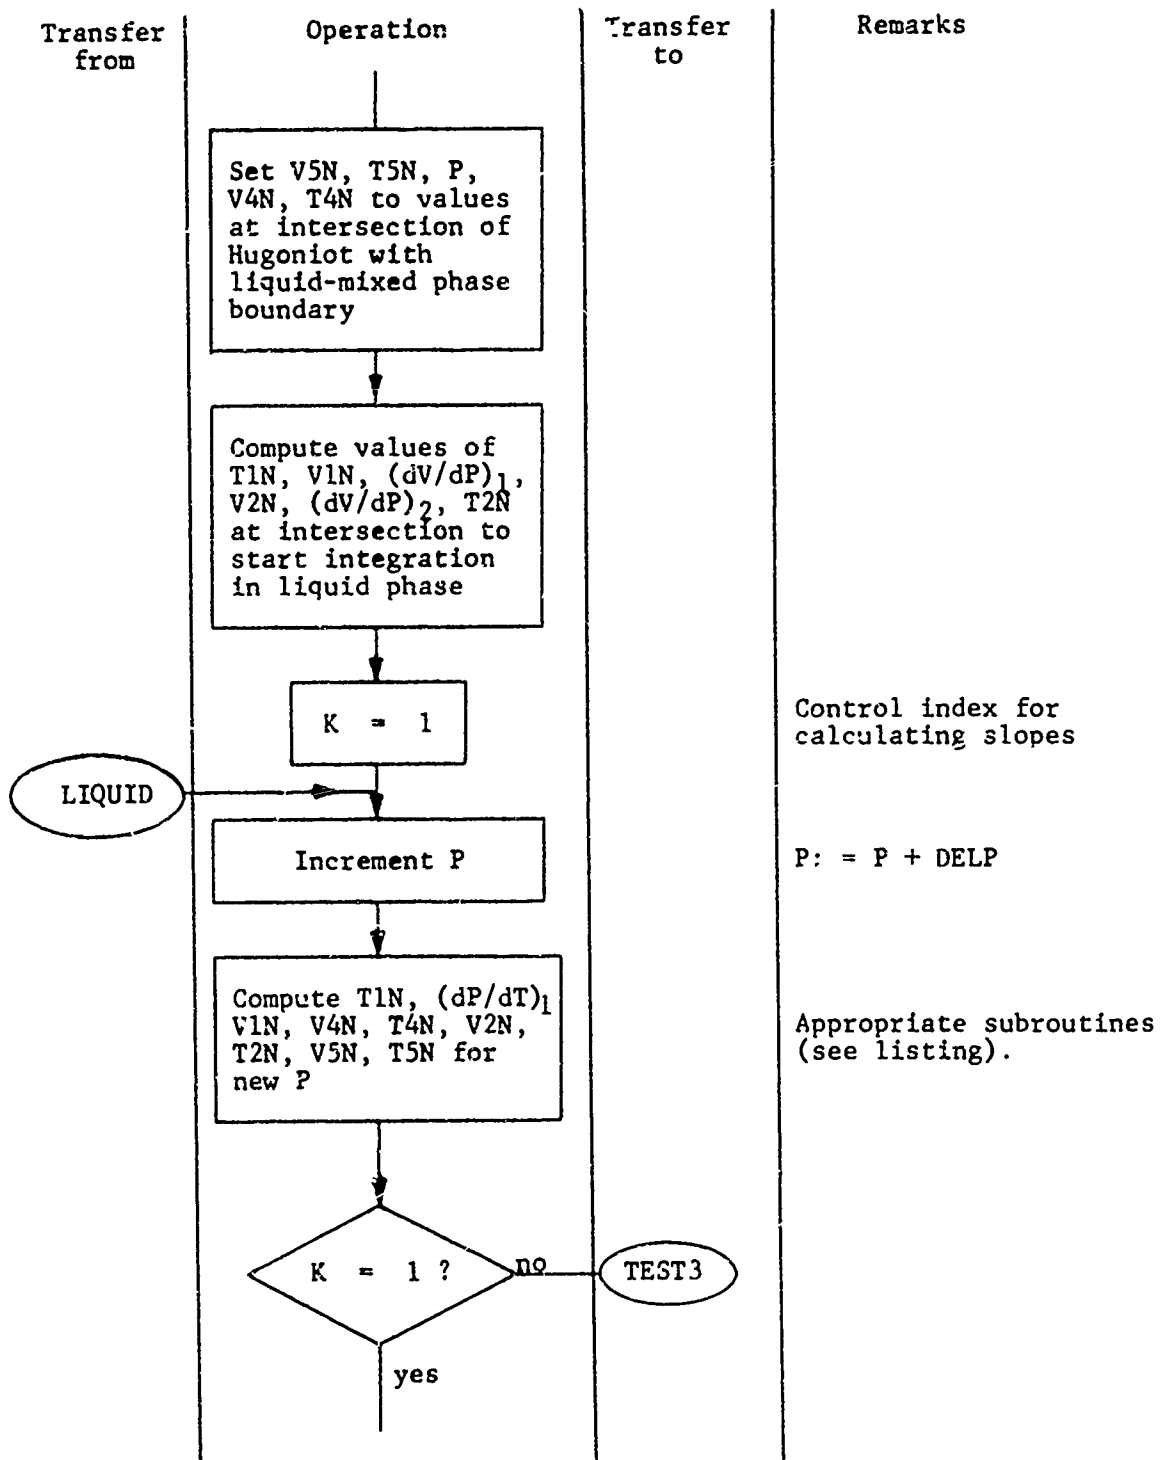 Transfer from
Operation
Transfer to
Remarks
Set V5N, T5N, P,
V4N, T4N to values
at intersection of
Hugoniot with
liquid-mixed phase
boundary
Compute values of
T1N, V1N, (dV/dP)1,
V2N, (dV/dP)2, T2N
at intersection to
start integration
in liquid phase
K = 1
Control index for
calculating slopes
LIQUID
Increment P
P: = P + DELP
Compute T1N, (dP/dT)1
V1N, V4N, T4N, V2N,
T2N, V5N, T5N for
new P
Appropriate subroutines
(see listing).
K = 1 ?
no
TEST3
yes